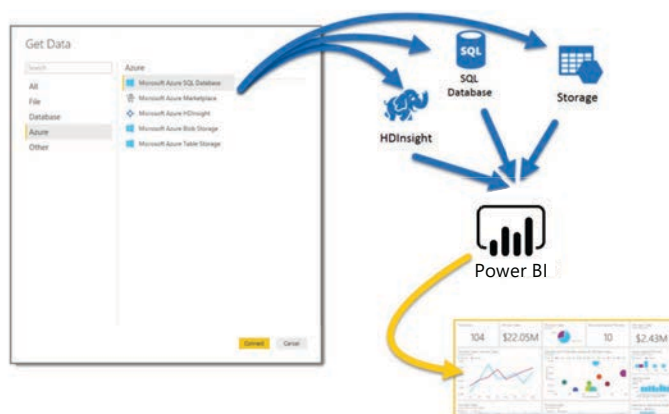 Get Data
Search
All
File
Database
Azure
Other
Azure
Microsoft Azure SQL Database
Microsoft Azure Marketplace
Microsoft Azure HDInsight
Microsoft Azure Blob Storage
Microsoft Azure Table Storage
Connect
Cancel
SQL
SQL
Database
Storage
HDInsight
Power BI
104
$22.05M
10
$2.43M